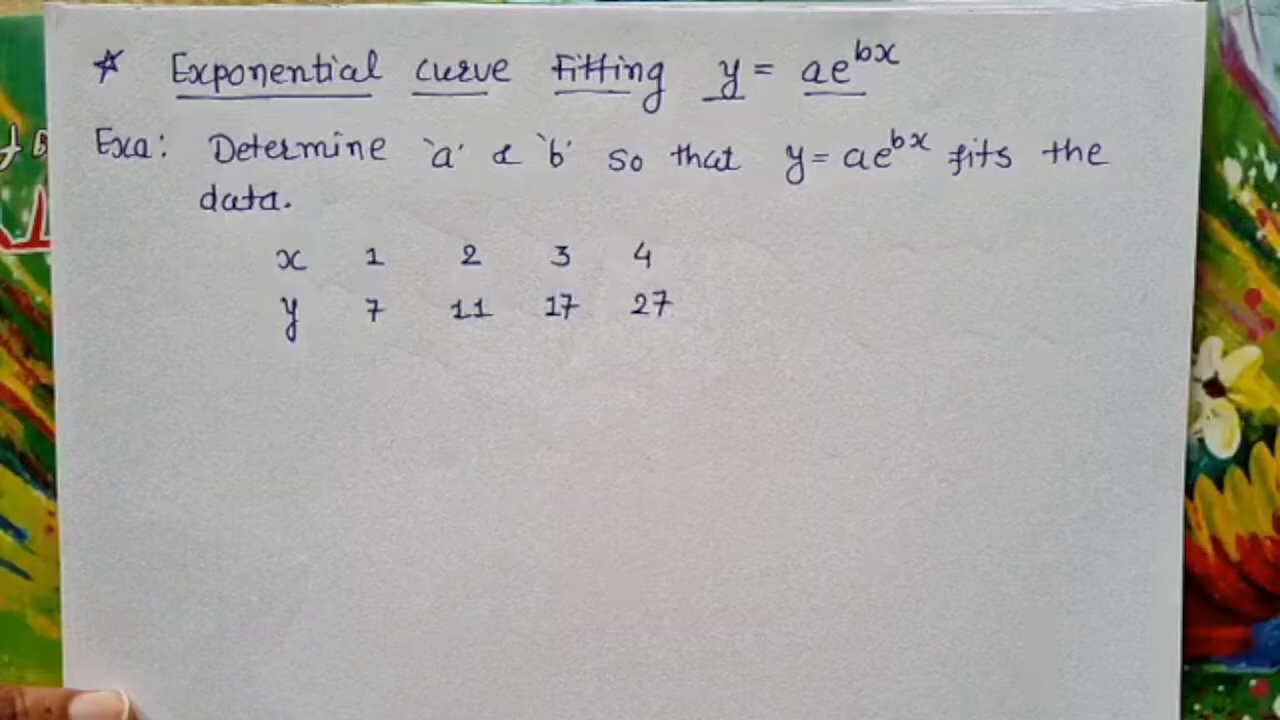 ☆ Exponential curve Fitting y = ae^bx
Exa: Determine `a' & `b' so that y = ae^bx fits the
data.
x 1 2 3 4
y 7 11 17 27